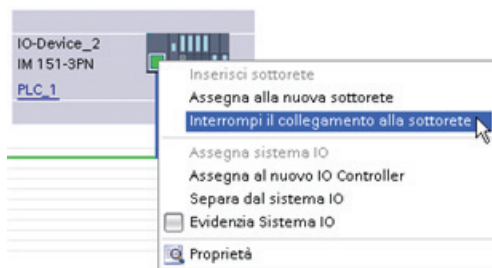 IO-Device_2
IM 151-3PN
PLC_1
Inserisci sottorete
Assegna alla nuova sottorete
Interrompi il collegamento alla sottorete
Assegna sistema IO
Assegna al nuovo IO Controller
Separa dal sistema IO
Evidenzia Sistema IO
Proprietà